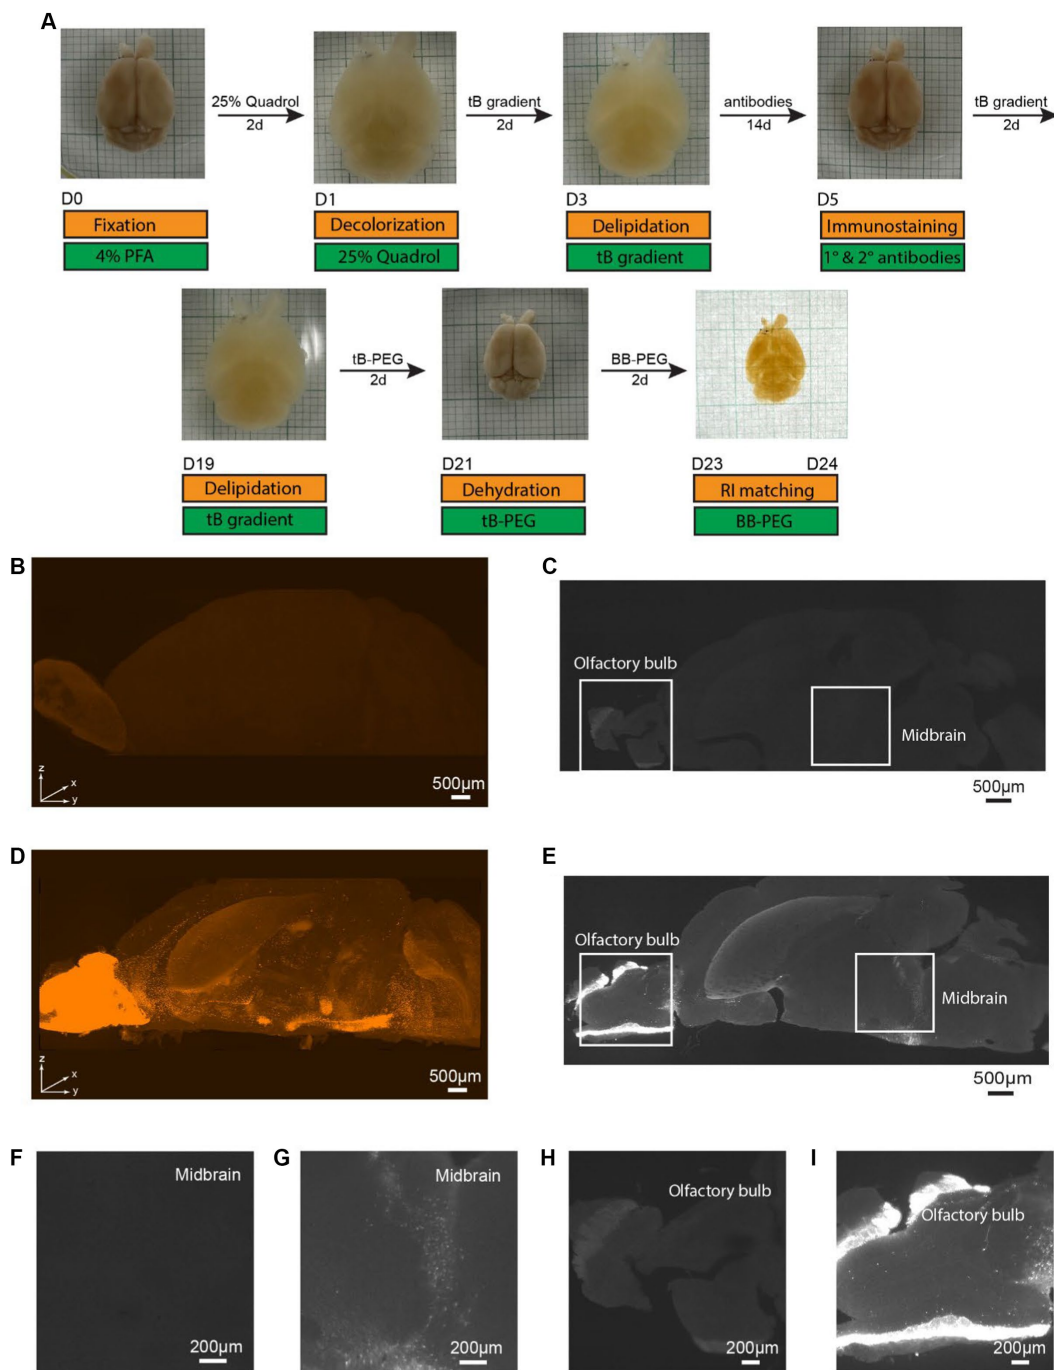 A
25% Quadrol
2d
tB gradient
2d
antibodies
14d
tB gradient
2d
D0
D1
D3
D5
Fixation
Decolorization
Delipidation
Immunostaining
4% PFA
25% Quadrol
tB gradient
1° & 2° antibodies
tB-PEG
2d
BB-PEG
2d
D19
D21
D23
D24
Delipidation
Dehydration
RI matching
tB gradient
tB-PEG
BB-PEG
B
z
x
y
500µm
C
Olfactory bulb
Midbrain
500µm
D
z
x
y
500µm
E
Olfactory bulb
Midbrain
500µm
F
Midbrain
200µm
G
Midbrain
200µm
H
Olfactory bulb
200µm
I
Olfactory bulb
200µm